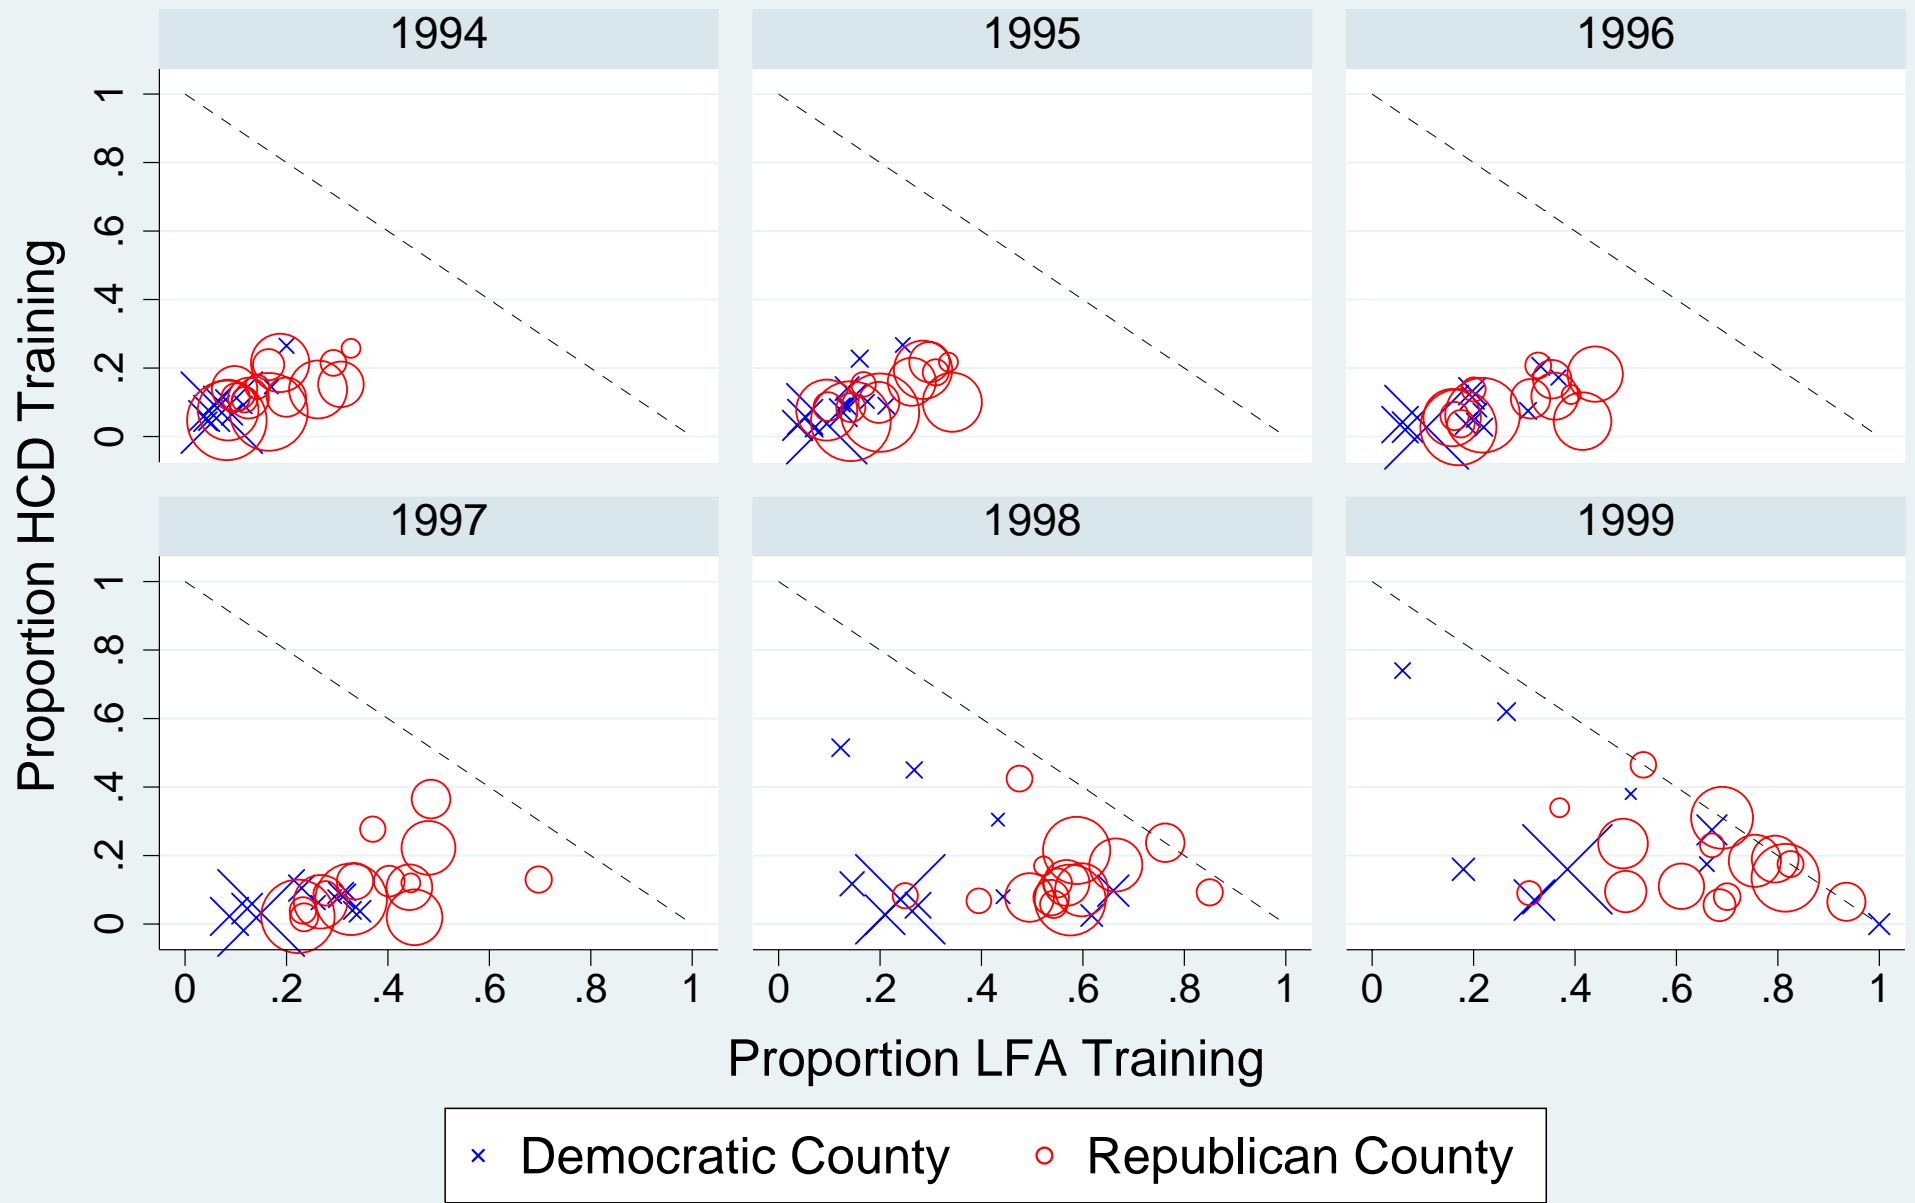 1994
1995
1996
1
.8
.6
.4
.2
0
1997
1998
1999
1
.8
.6
.4
.2
0
0 .2 .4 .6 .8 1
0 .2 .4 .6 .8 1
0 .2 .4 .6 .8 1
Proportion HCD Training
Proportion LFA Training
Democratic County
Republican County